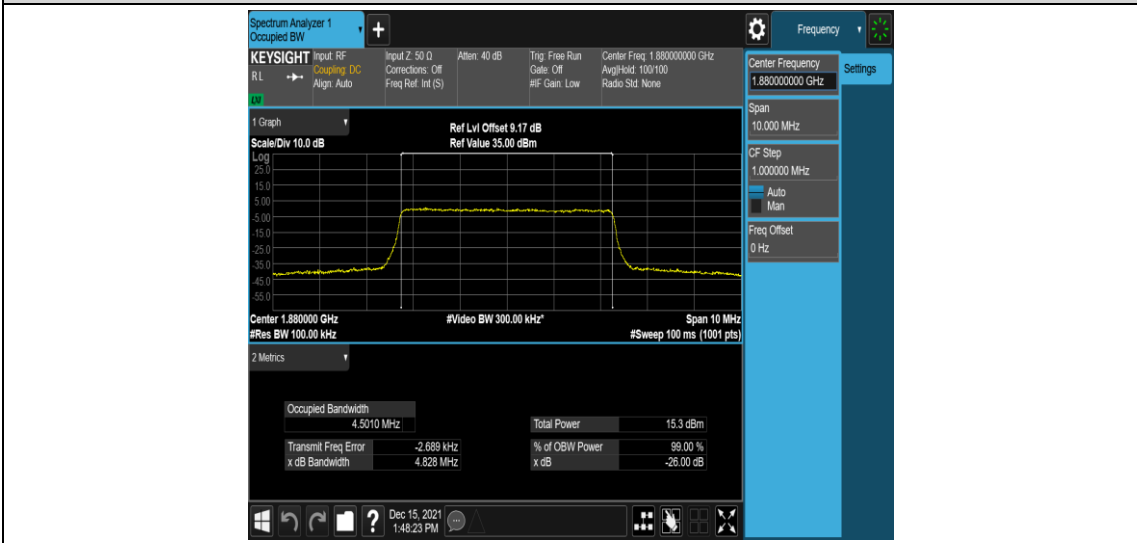 Spectrum Analyzer 1
Occupied BW
+
Frequency
KEYSIGHT
RL
LXI
Input: RF
Coupling: DC
Align: Auto
Input Z: 50 Ω
Corrections: Off
Freq Ref: Int (S)
Atten: 40 dB
Trig: Free Run
Gate: Off
#IF Gain: Low
Center Freq: 1.880000000 GHz
Avg|Hold: 100/100
Radio Std: None
Center Frequency
1.880000000 GHz
Settings
Span
10.000 MHz
CF Step
1.000000 MHz
Auto
Man
Freq Offset
0 Hz
1 Graph
Scale/Div 10.0 dB
Ref Lvl Offset 9.17 dB
Ref Value 35.00 dBm
Log
25.0
15.0
5.00
-5.00
-15.0
-25.0
-35.0
-45.0
-55.0
Center 1.880000 GHz
#Video BW 300.00 kHz*
Span 10 MHz
#Res BW 100.00 kHz
#Sweep 100 ms (1001 pts)
2 Metrics
Occupied Bandwidth
4.5010 MHz
Total Power 15.3 dBm
Transmit Freq Error -2.689 kHz
% of OBW Power 99.00 %
x dB Bandwidth 4.828 MHz
x dB -26.00 dB
?
Dec 15, 2021
1:48:23 PM